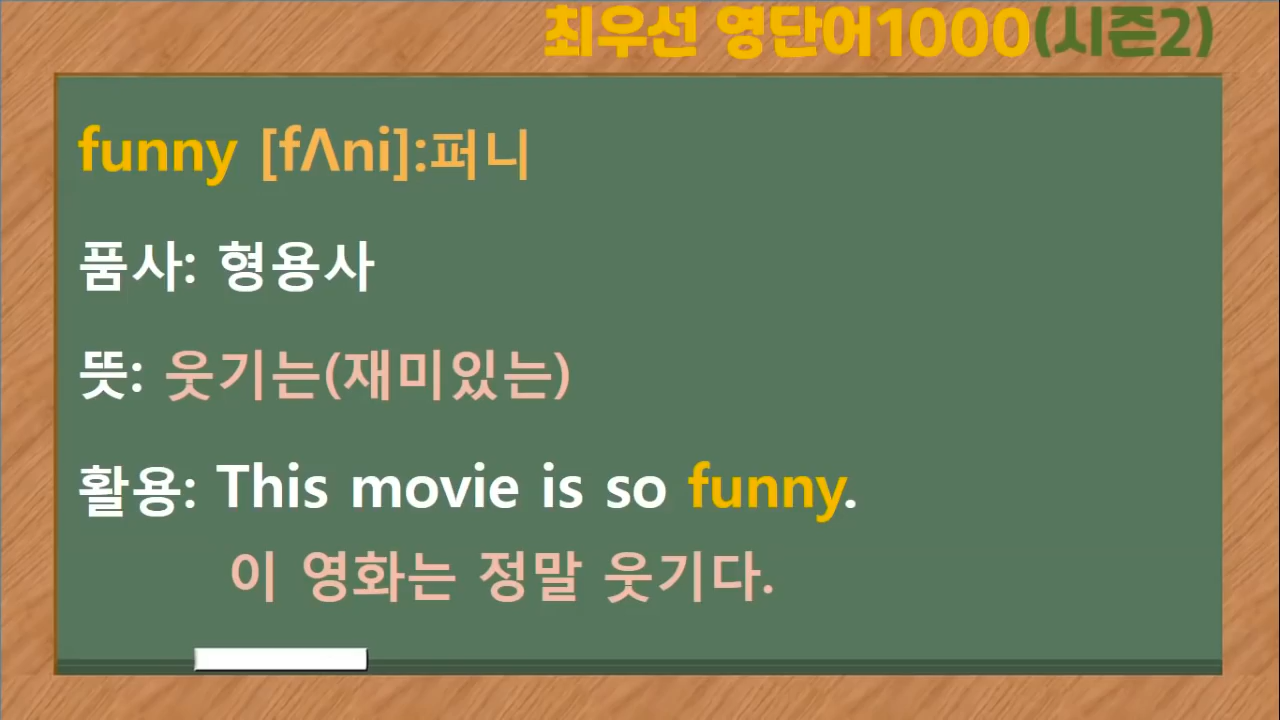 최우선 영단어1000(시즌2)
funny [fΛni]:퍼니
품사: 형용사
뜻: 웃기는(재미있는)
활용: This movie is so funny.
이 영화는 정말 웃기다.